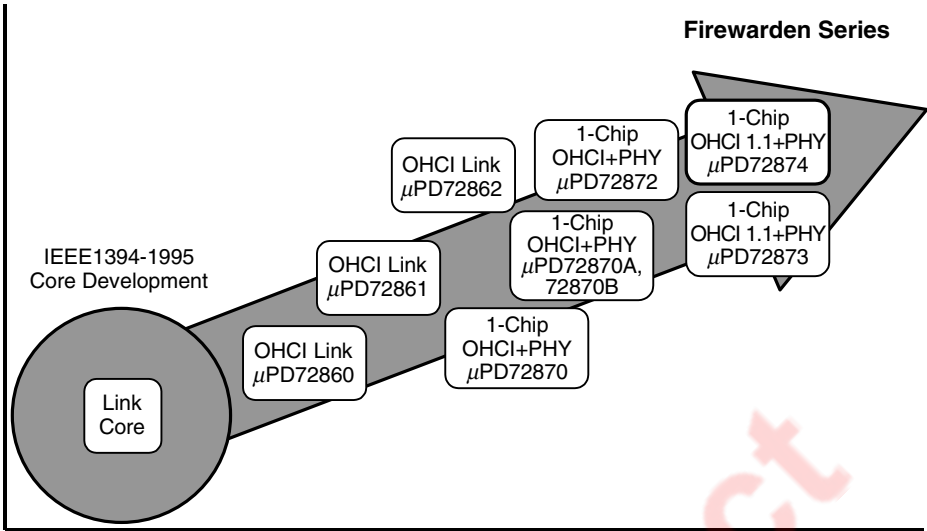 Firewarden Series
1-Chip
OHCI 1.1+PHY
μPD72874
1-Chip
OHCI+PHY
μPD72872
OHCI Link
μPD72862
1-Chip
OHCI 1.1+PHY
μPD72873
1-Chip
OHCI+PHY
μPD72870A,
72870B
IEEE1394-1995
Core Development
OHCI Link
μPD72861
1-Chip
OHCI+PHY
μPD72870
OHCI Link
μPD72860
Link
Core
ct